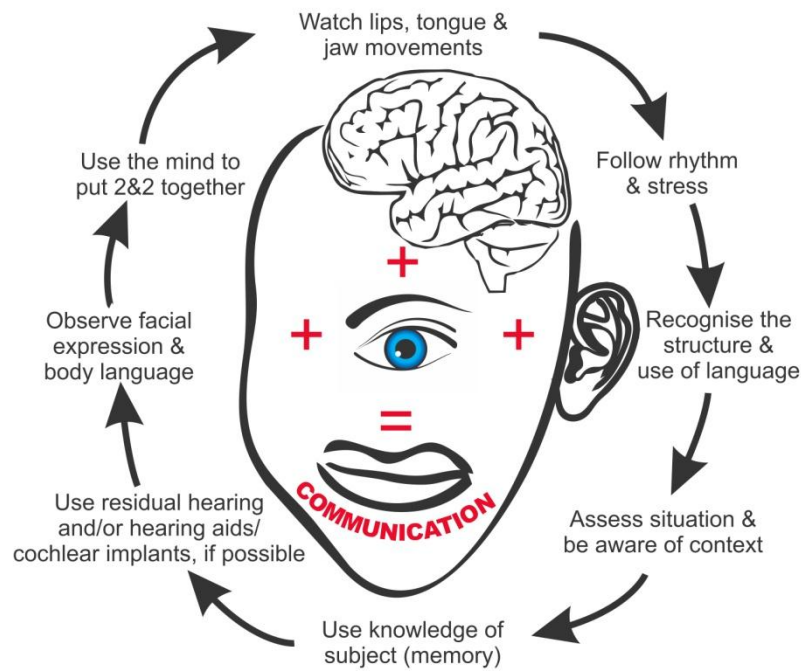 Watch lips, tongue &
jaw movements
Follow rhythm
& stress
Recognise the
structure &
use of language
Assess situation &
be aware of context
Use knowledge of
subject (memory)
Use residual hearing
and/or hearing aids/
cochlear implants, if possible
Observe facial
expression &
body language
Use the mind to
put 2&2 together
+
+
+
=
COMMUNICATION